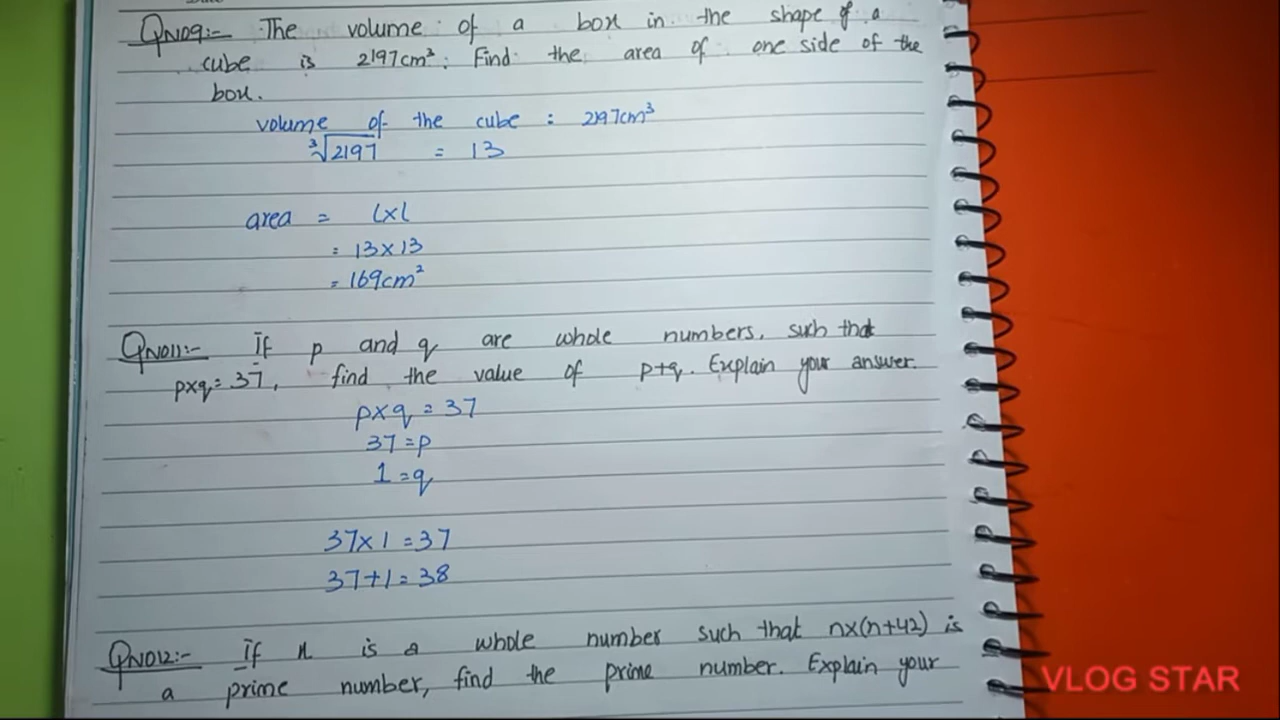 QNO9:- The volume of a box in the shape of a
cube is 2197cm³. Find the area of one side of the
box.
volume of the cube = 2197cm³
∛2197 = 13
area = l×l
= 13×13
= 169cm²
QNO11:- If p and q are whole numbers, such that
p×q=37, find the value of p+q. Explain your answer.
p×q=37
37=p
1=q
37×1=37
37+1=38
QNO12:- If n is a whole number such that n×(n+42) is
a prime number, find the prime number. Explain your
VLOG STAR